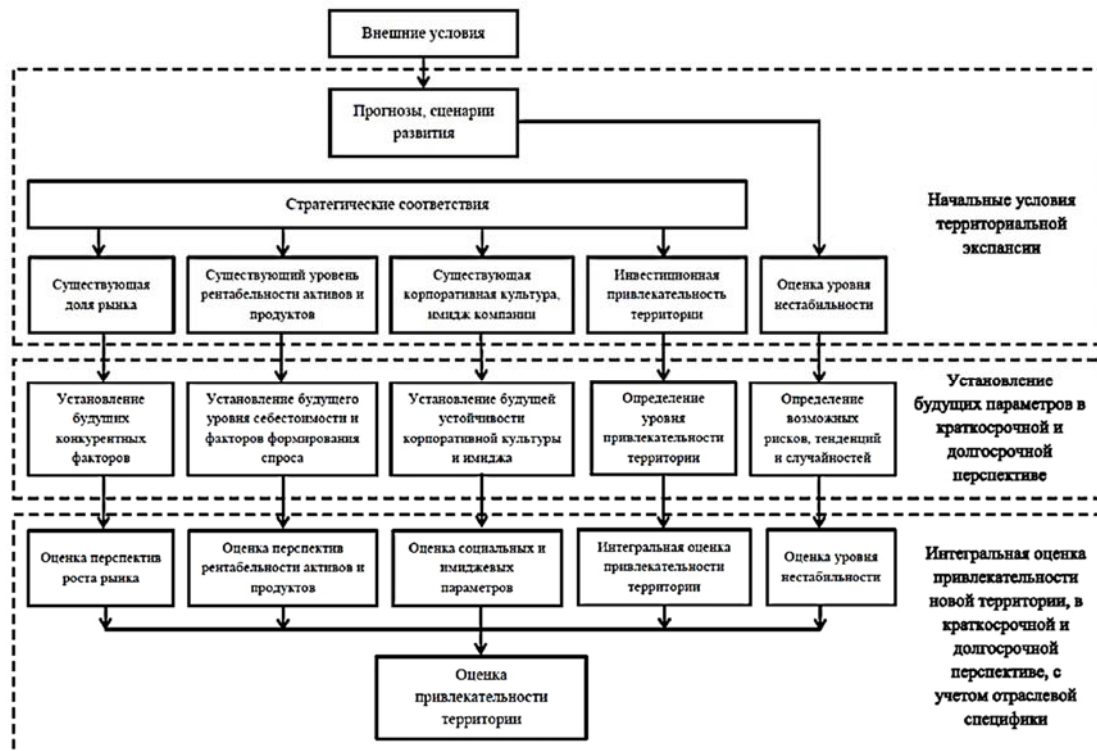 Внешние условия
Прогнозы, сценарии
развития
Стратегические соответствия
Существующая
доля рынка
Существующий уровень
рентабельности активов и
продуктов
Существующая
корпоративная культура,
имидж компании
Инвестиционная
привлекательность
территории
Оценка уровня
нестабильности
Начальные условия
территориальной
экспансии
Установление
будущих
конкурентных
факторов
Установление будущего
уровня себестоимости и
факторов формирования
спроса
Установление будущей
устойчивости
корпоративной культуры
и имиджа
Определение
уровня
привлекательности
территории
Определение
возможных
рисков, тенденций
и случайностей
Установление
будущих параметров в
краткосрочной и
долгосрочной
перспективе
Оценка перспектив
роста рынка
Оценка перспектив
рентабельности активов и
продуктов
Оценка социальных и
имиджевых
параметров
Интегральная оценка
привлекательности
территории
Оценка уровня
нестабильности
Оценка
привлекательности
территории
Интегральная оценка
привлекательности
новой территории, в
краткосрочной и
долгосрочной
перспективе, с
учетом отраслевой
специфики